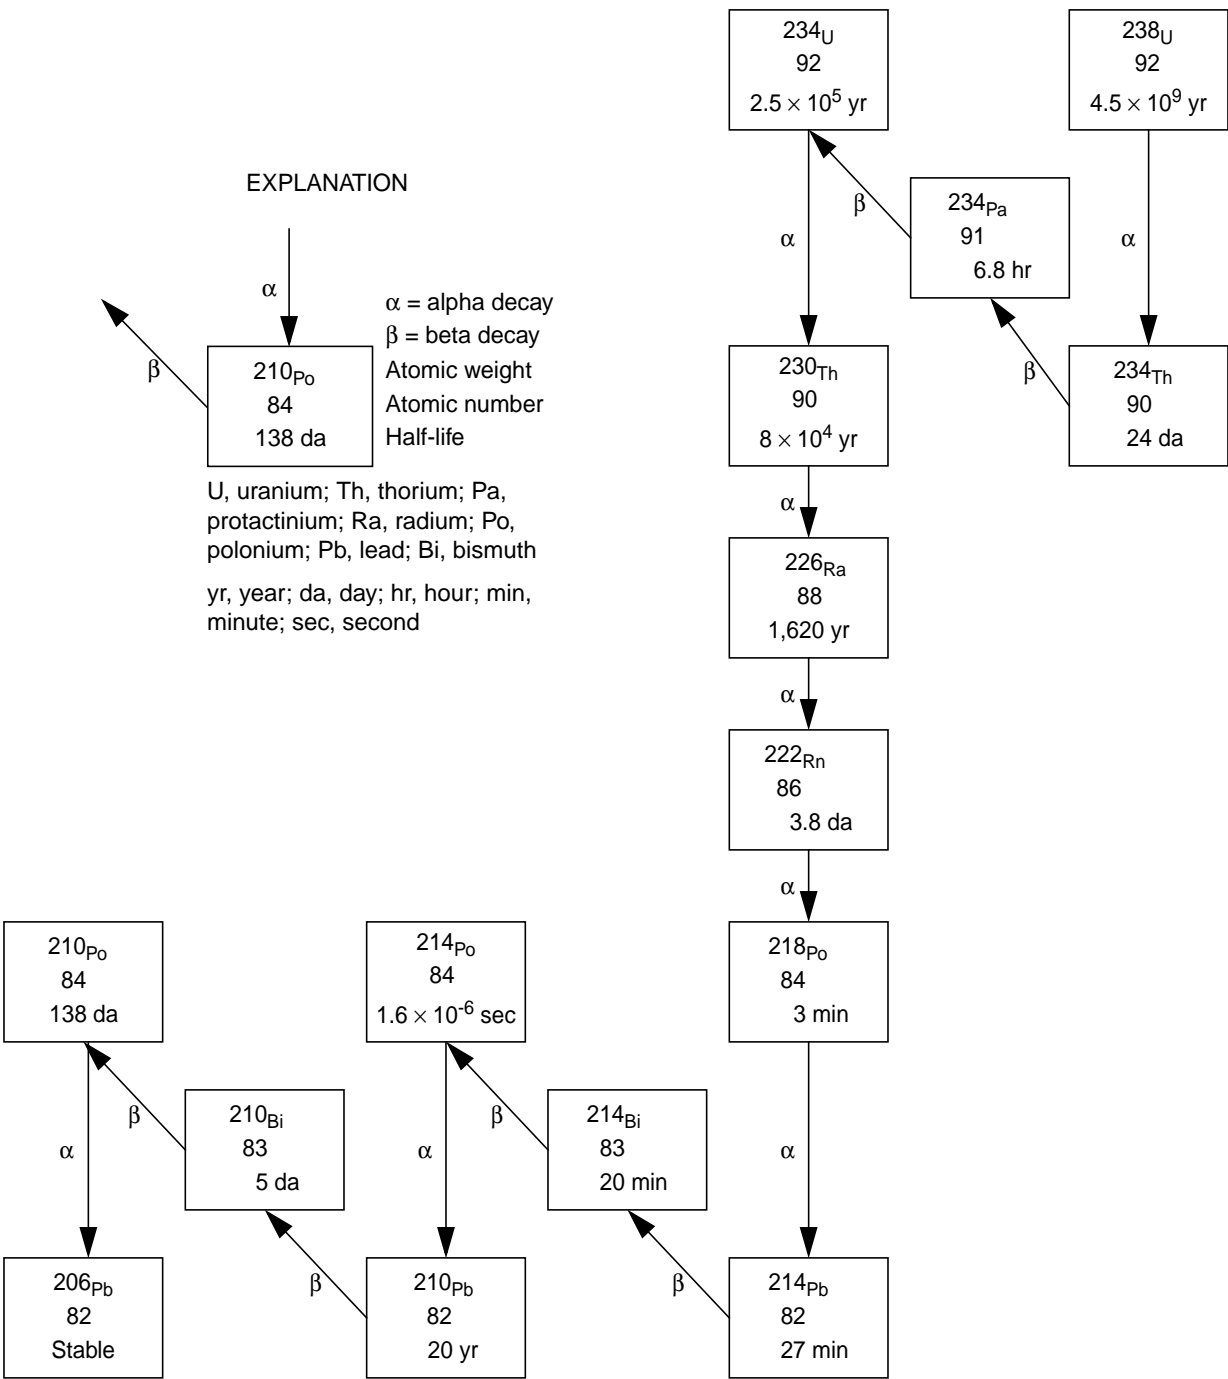 234U
92
2.5 × 10^5 yr
238U
92
4.5 × 10^9 yr
EXPLANATION
β
234Pa
91
6.8 hr
α
α
α
α = alpha decay
β = beta decay
β
210Po
84
138 da
Atomic weight
Atomic number
Half-life
230Th
90
8 × 10^4 yr
β
234Th
90
24 da
U, uranium; Th, thorium; Pa,
protactinium; Ra, radium; Po,
polonium; Pb, lead; Bi, bismuth
yr, year; da, day; hr, hour; min,
minute; sec, second
α
226Ra
88
1,620 yr
α
222Rn
86
3.8 da
α
210Po
84
138 da
214Po
84
1.6 × 10^-6 sec
218Po
84
3 min
β
210Bi
83
5 da
β
214Bi
83
20 min
α
α
α
206Pb
82
Stable
β
210Pb
82
20 yr
β
214Pb
82
27 min